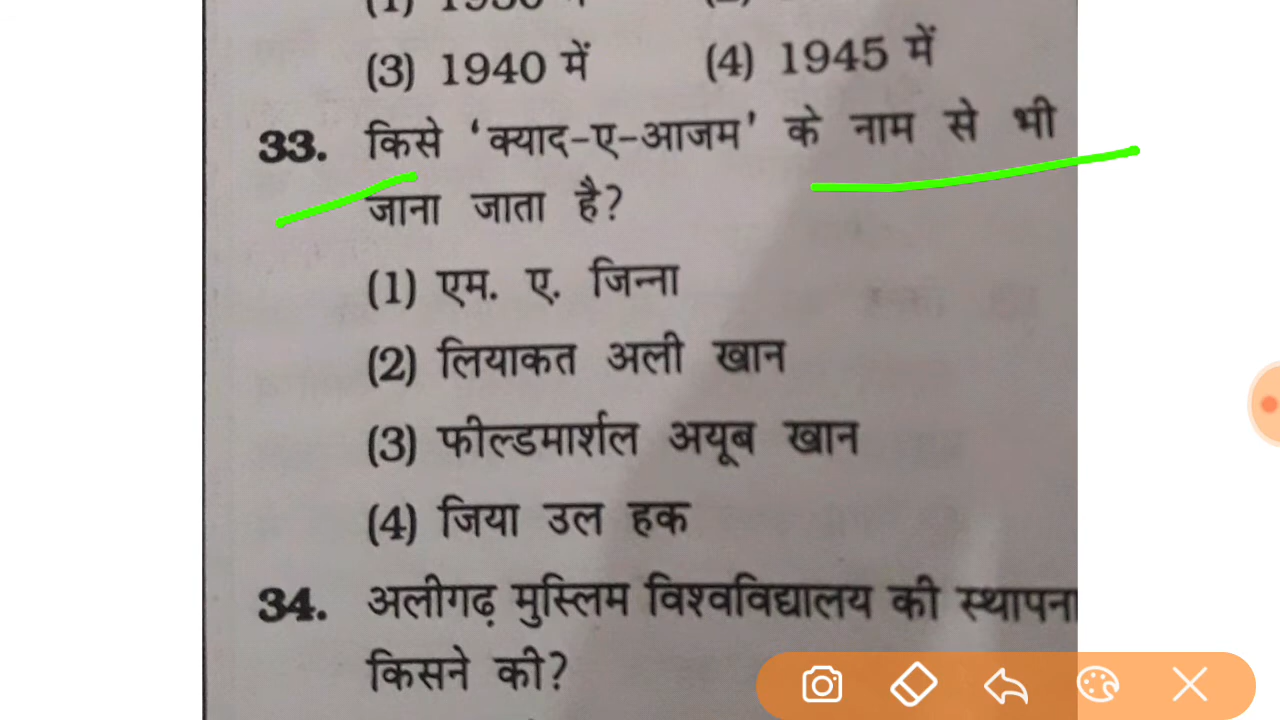 (3) 1940 में (4) 1945 में
33. किसे 'क्याद-ए-आजम' के नाम से भी
जाना जाता है?
(1) एम. ए. जिन्ना
(2) लियाकत अली खान
(3) फील्डमार्शल अयूब खान
(4) जिया उल हक
34. अलीगढ़ मुस्लिम विश्वविद्यालय की स्थापना
किसने की?